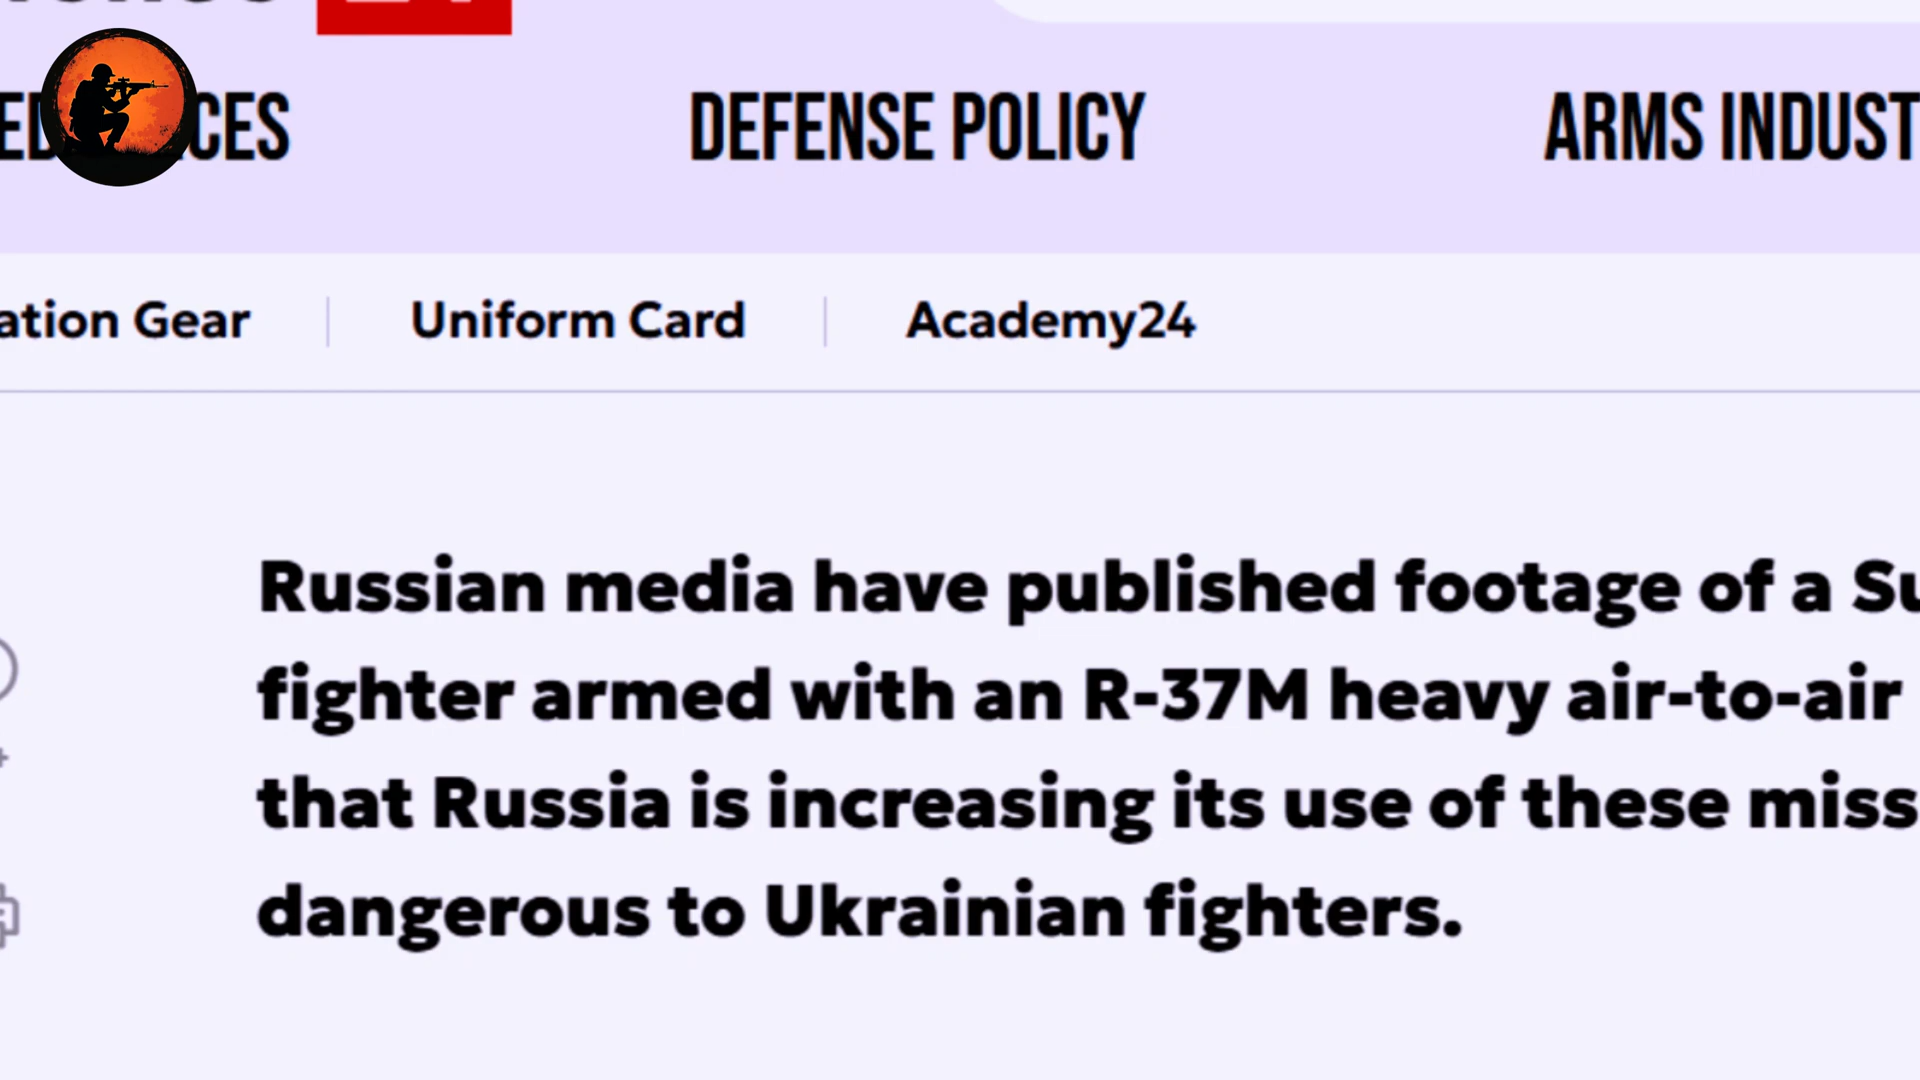 CES
DEFENSE POLICY
ARMS INDUST
ation Gear
Uniform Card
Academy24
Russian media have published footage of a Su
fighter armed with an R-37M heavy air-to-air
that Russia is increasing its use of these miss
dangerous to Ukrainian fighters.